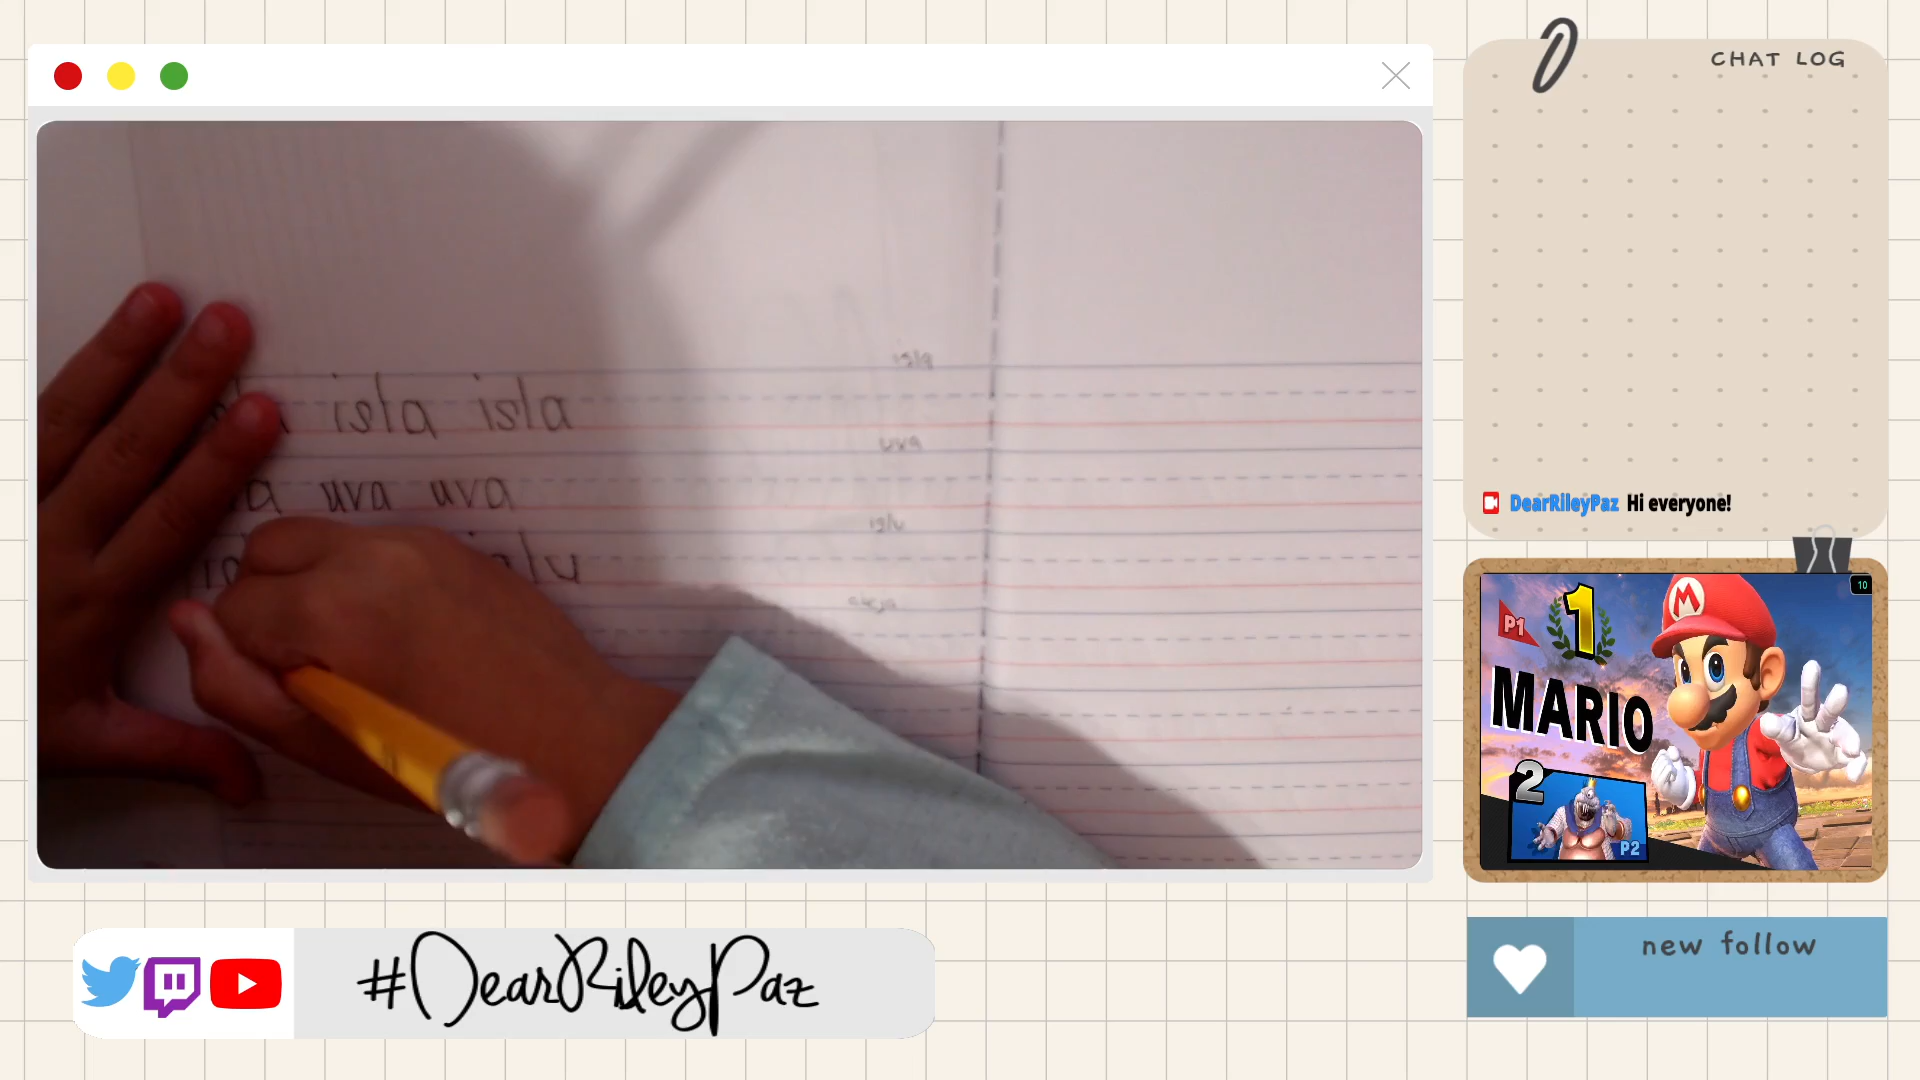 CHAT LOG
isla
isla isla
uva
uva uva
iglu
DearRileyPaz Hi everyone!
P1 1
MARIO
2
P2
10
new follow
#DearRileyPaz